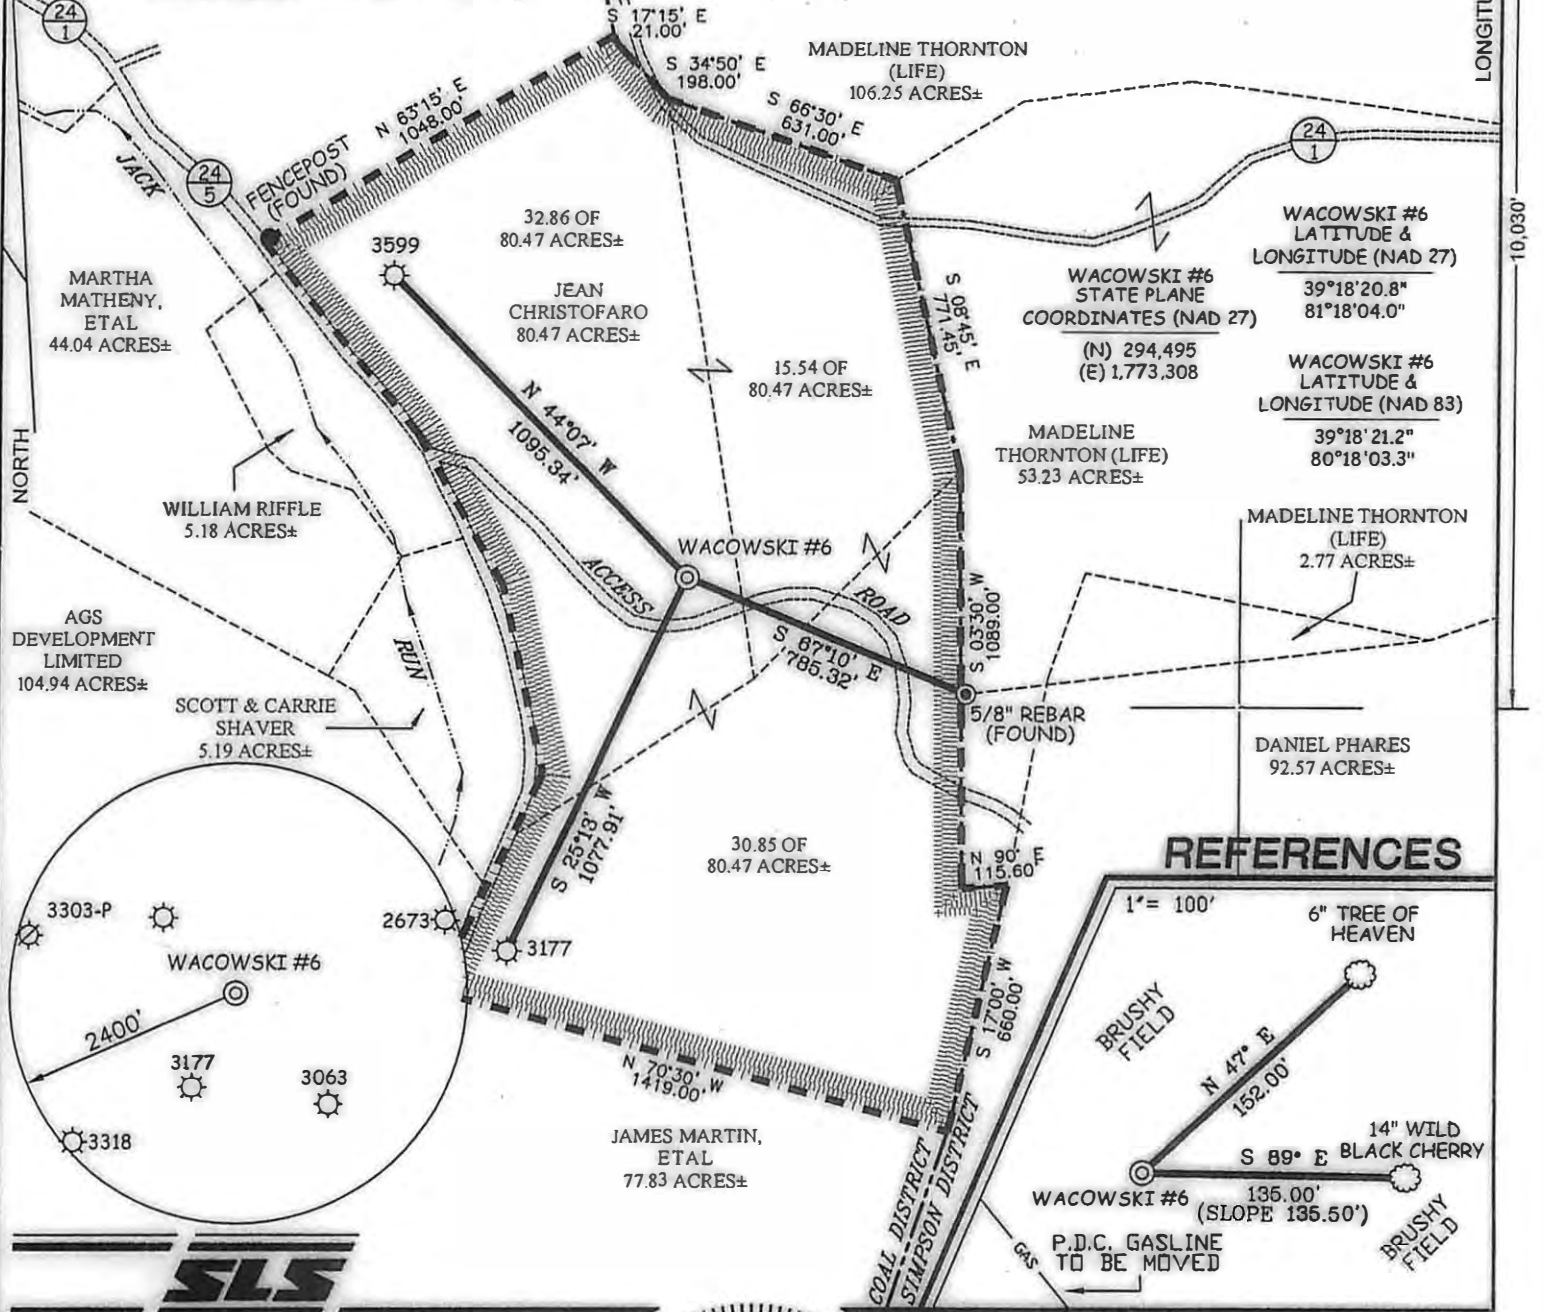 24
1
S 17°15' E
21.00'
LONGITU
S 34°50' E
198.00'
MADELINE THORNTON
(LIFE)
106.25 ACRES±
N 63°15' E
1048.00'
S 66°30' E
631.00'
24
1
JACK
24
5
FENCEPOST
(FOUND)
10,030'
32.86 OF
80.47 ACRES±
3599
WACOWSKI #6
LATITUDE &
LONGITUDE (NAD 27)
39°18'20.8"
81°18'04.0"
MARTHA
MATHENY,
ETAL
44.04 ACRES±
JEAN
CHRISTOFARO
80.47 ACRES±
S 08°45' E
771.45'
WACOWSKI #6
STATE PLANE
COORDINATES (NAD 27)
(N) 294,495
(E) 1,773,308
15.54 OF
80.47 ACRES±
WACOWSKI #6
LATITUDE &
LONGITUDE (NAD 83)
39°18'21.2"
80°18'03.3"
N 44°07' W
1095.34'
MADELINE
THORNTON (LIFE)
53.23 ACRES±
NORTH
WILLIAM RIFFLE
5.18 ACRES±
MADELINE THORNTON
(LIFE)
2.77 ACRES±
WACOWSKI #6
ACCESS
ROAD
S 03°30' W
1089.00'
AGS
DEVELOPMENT
LIMITED
104.94 ACRES±
RUN
S 67°10' E
785.32'
SCOTT & CARRIE
SHAVER
5.19 ACRES±
5/8" REBAR
(FOUND)
DANIEL PHARES
92.57 ACRES±
S 25°13' W
1077.91'
30.85 OF
80.47 ACRES±
N 90° E
115.60'
REFERENCES
1"= 100'
6" TREE OF
HEAVEN
3303-P
2673
3177
WACOWSKI #6
2400'
3177
3063
3318
S 17°00' W
660.00'
BRUSHY
FIELD
N 47° E
152.00'
N 70°30' W
1419.00'
JAMES MARTIN,
ETAL
77.83 ACRES±
14" WILD
BLACK CHERRY
S 89° E
135.00'
(SLOPE 135.50')
WACOWSKI #6
BRUSHY
FIELD
COAL DISTRICT
SIMPSON DISTRICT
GAS
P.D.C. GASLINE
TO BE MOVED
SLS